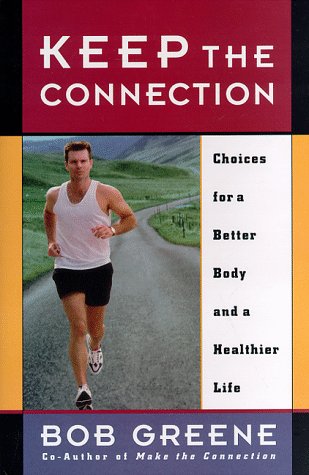 KEEP THE
CONNECTION
Choices
for a
Better
Body
and a
Healthier
Life
BOB GREENE
Co-Author of Make the Connection